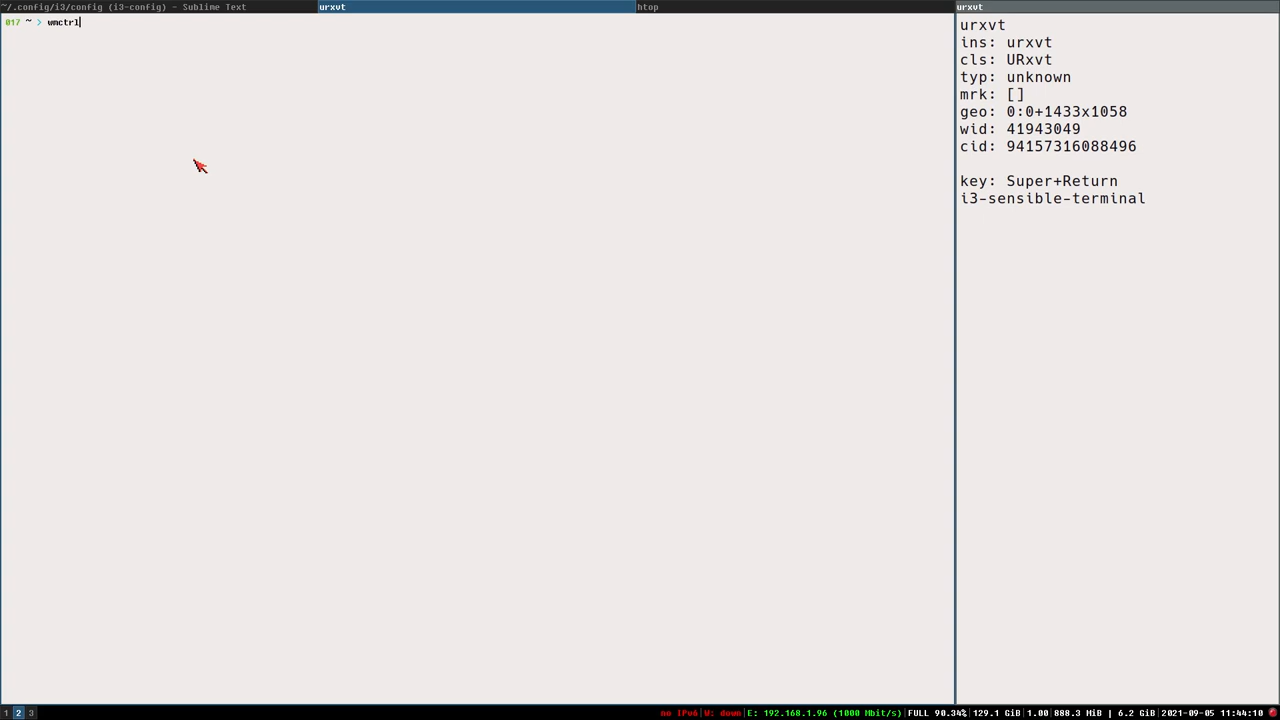 ~/.config/i3/config (i3-config) - Sublime Text
urxvt
htop
urxvt
017 ~ > wmctrl
urxvt
ins: urxvt
cls: URxvt
typ: unknown
mrk: []
geo: 0:0+1433x1058
wid: 41943049
cid: 94157316088496
key: Super+Return
i3-sensible-terminal
1 2 3
no IPv6 | W: down | E: 192.168.1.96 (1000 Mbit/s) | FULL 90.34% | 129.1 GiB | 1.00 | 888.3 MiB | 6.2 GiB | 2021-09-05 11:44:10